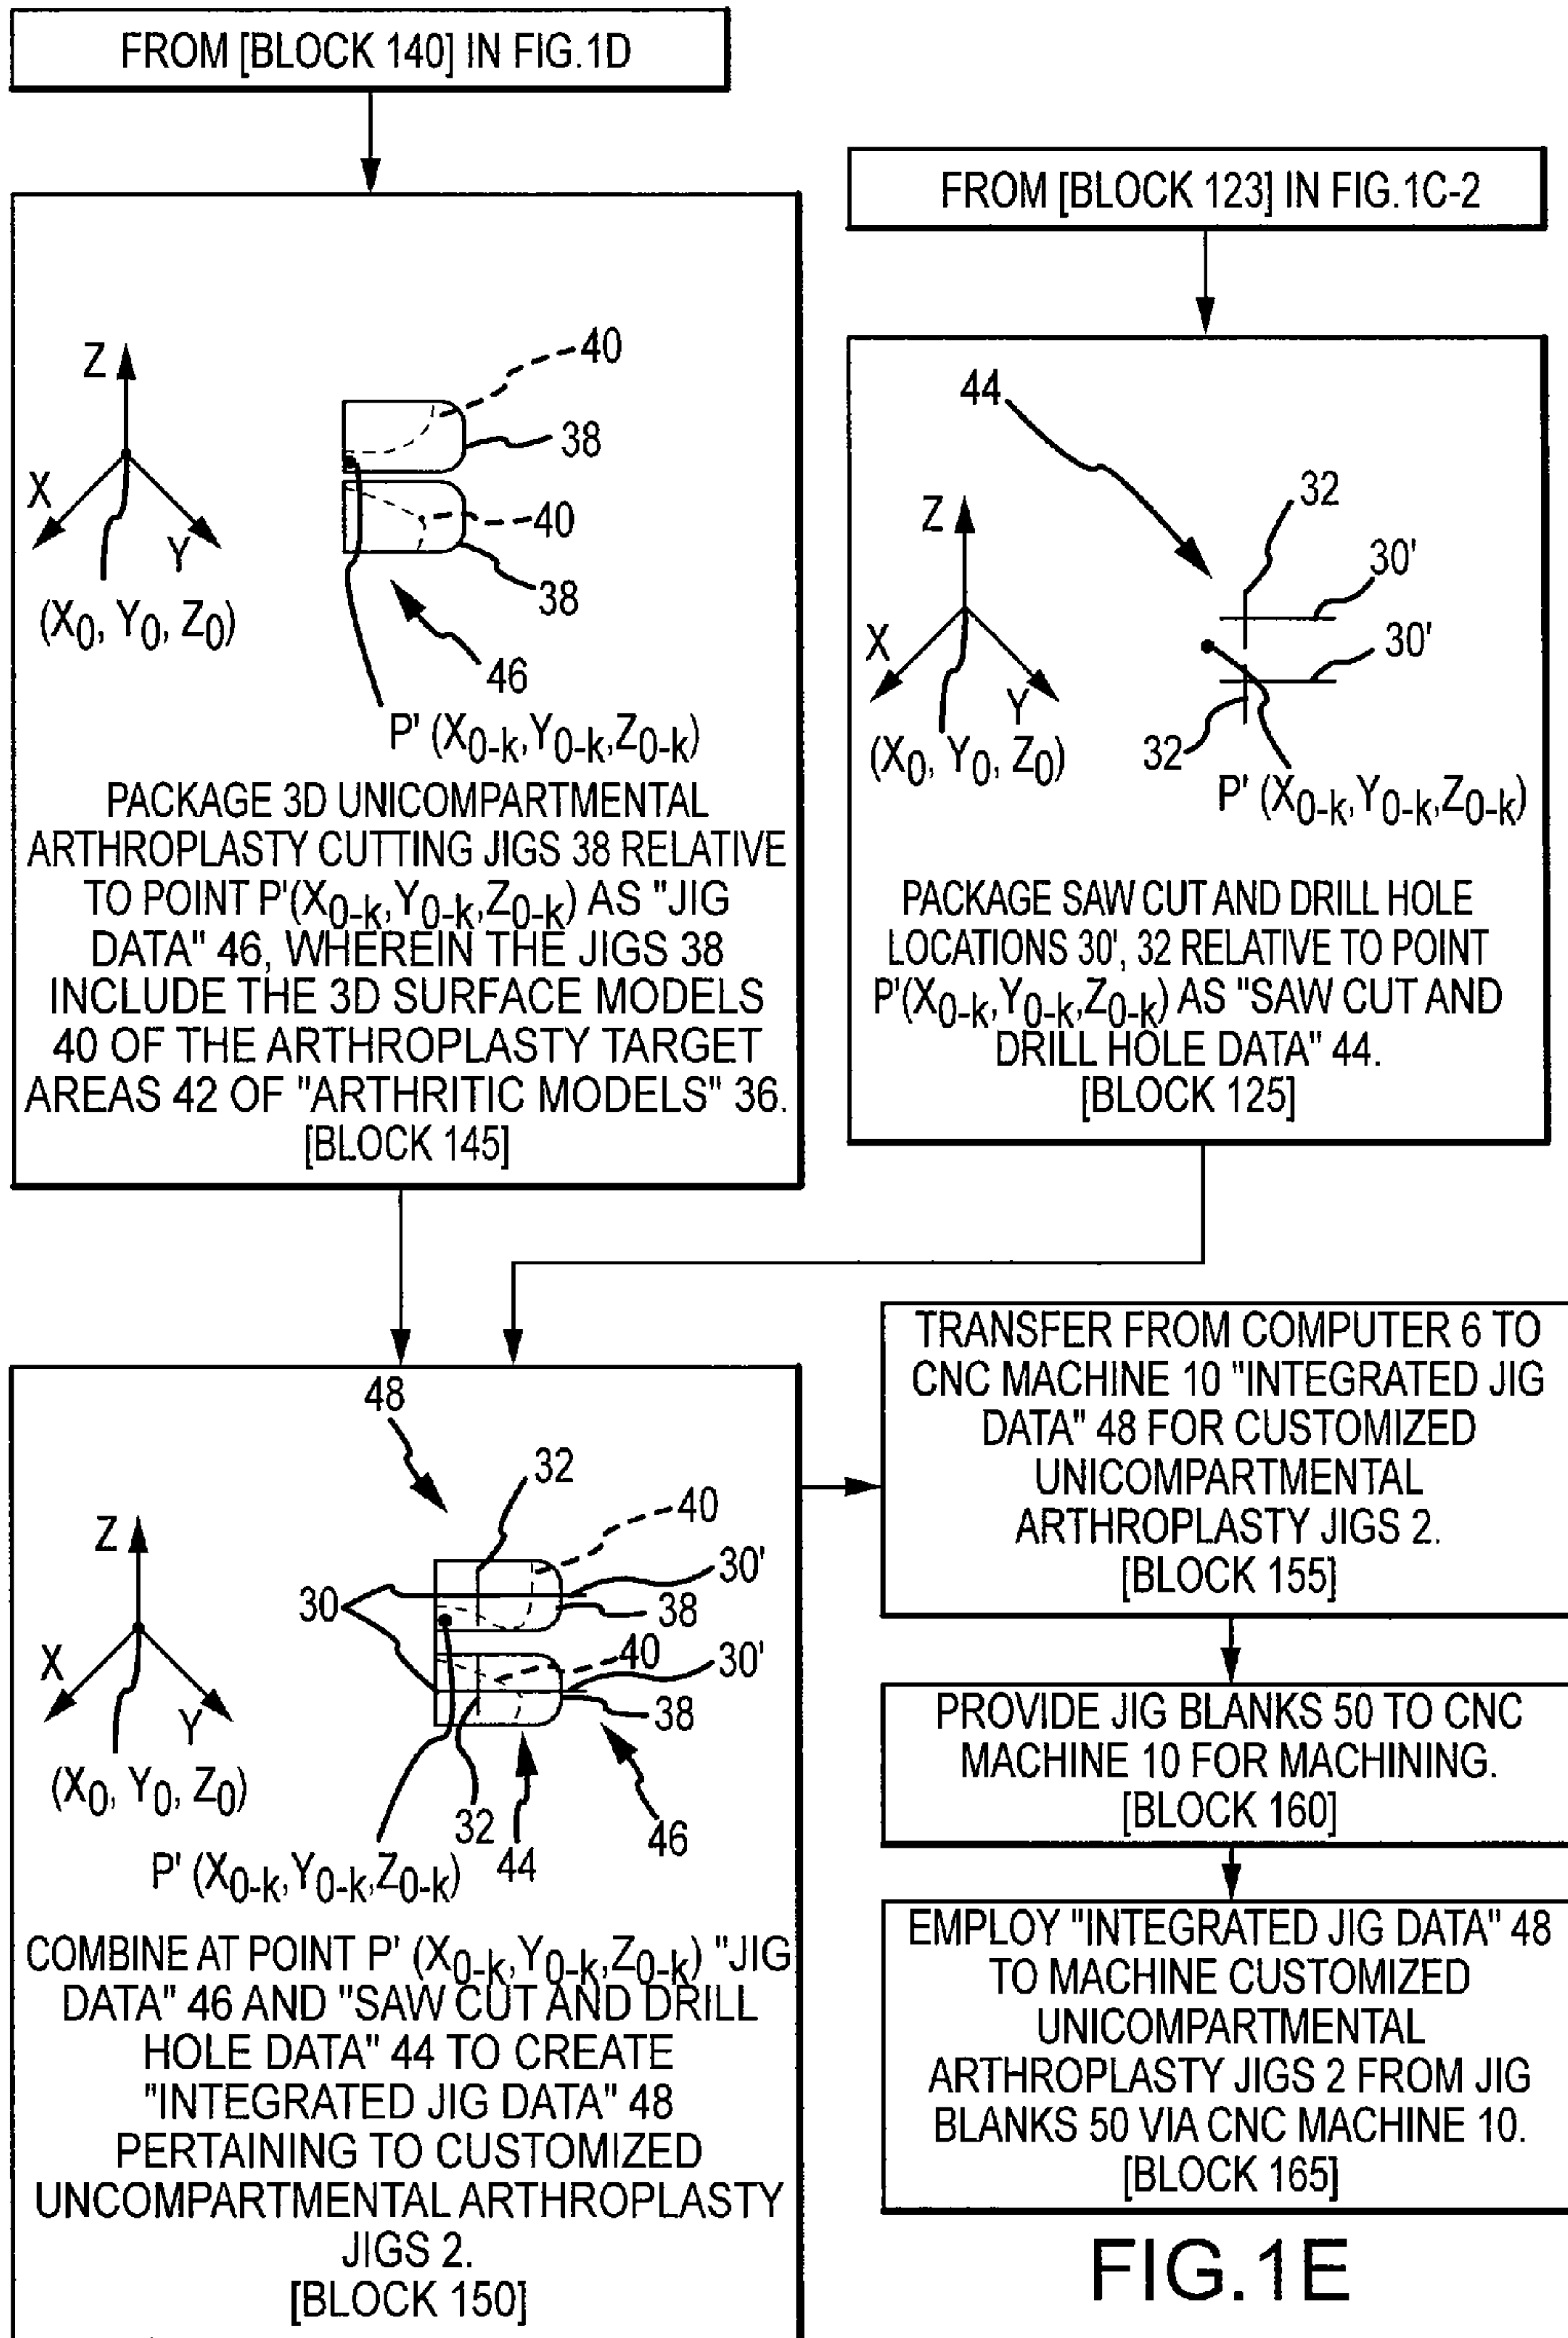 FROM [BLOCK 140] IN FIG.1D
Z
X
Y
(X0, Y0, Z0)
40
38
40
38
46
P' (X0-k,Y0-k,Z0-k)
PACKAGE 3D UNICOMPARTMENTAL
ARTHROPLASTY CUTTING JIGS 38 RELATIVE
TO POINT P'(X0-k,Y0-k,Z0-k) AS "JIG
DATA" 46, WHEREIN THE JIGS 38
INCLUDE THE 3D SURFACE MODELS
40 OF THE ARTHROPLASTY TARGET
AREAS 42 OF "ARTHRITIC MODELS" 36.
[BLOCK 145]
FROM [BLOCK 123] IN FIG.1C-2
44
Z
X
Y
(X0, Y0, Z0)
32
30'
30'
32
P' (X0-k,Y0-k,Z0-k)
PACKAGE SAW CUT AND DRILL HOLE
LOCATIONS 30', 32 RELATIVE TO POINT
P'(X0-k,Y0-k,Z0-k) AS "SAW CUT AND
DRILL HOLE DATA" 44.
[BLOCK 125]
48
Z
X
Y
(X0, Y0, Z0)
32
40
30'
30
38
40
30'
38
32
44
46
P' (X0-k,Y0-k,Z0-k)
COMBINE AT POINT P' (X0-k,Y0-k,Z0-k) "JIG
DATA" 46 AND "SAW CUT AND DRILL
HOLE DATA" 44 TO CREATE
"INTEGRATED JIG DATA" 48
PERTAINING TO CUSTOMIZED
UNCOMPARTMENTAL ARTHROPLASTY
JIGS 2.
[BLOCK 150]
TRANSFER FROM COMPUTER 6 TO
CNC MACHINE 10 "INTEGRATED JIG
DATA" 48 FOR CUSTOMIZED
UNICOMPARTMENTAL
ARTHROPLASTY JIGS 2.
[BLOCK 155]
PROVIDE JIG BLANKS 50 TO CNC
MACHINE 10 FOR MACHINING.
[BLOCK 160]
EMPLOY "INTEGRATED JIG DATA" 48
TO MACHINE CUSTOMIZED
UNICOMPARTMENTAL
ARTHROPLASTY JIGS 2 FROM JIG
BLANKS 50 VIA CNC MACHINE 10.
[BLOCK 165]
FIG.1E